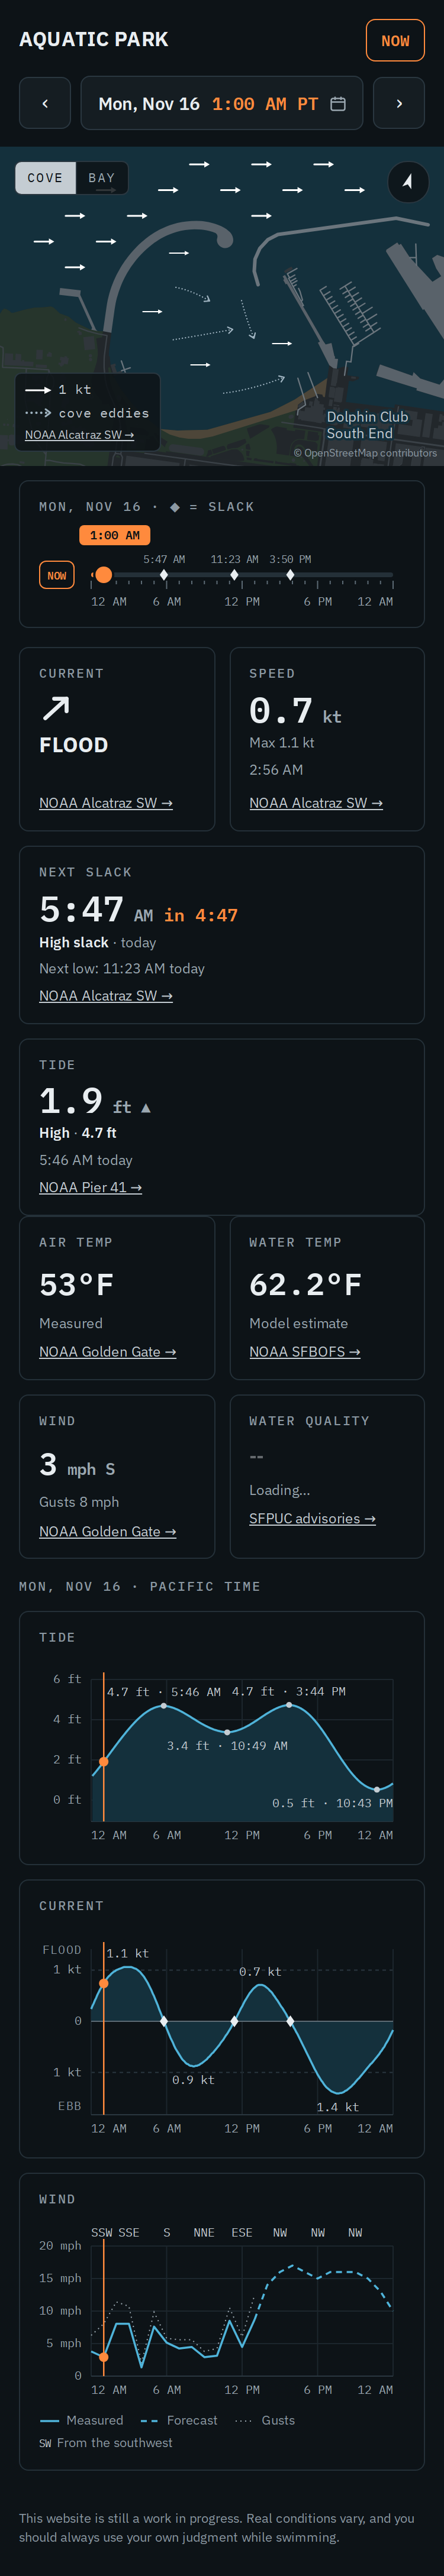 AQUATIC PARK
NOW
‹
Mon, Nov 16 1:00 AM PT
›
COVE BAY
1 kt
cove eddies
NOAA Alcatraz SW →
Dolphin Club
South End
© OpenStreetMap contributors
MON, NOV 16 · ◆ = SLACK
1:00 AM
5:47 AM 11:23 AM 3:50 PM
NOW
12 AM 6 AM 12 PM 6 PM 12 AM
CURRENT
FLOOD
NOAA Alcatraz SW →
SPEED
0.7 kt
Max 1.1 kt
2:56 AM
NOAA Alcatraz SW →
NEXT SLACK
5:47 AM in 4:47
High slack · today
Next low: 11:23 AM today
NOAA Alcatraz SW →
TIDE
1.9 ft ▲
High · 4.7 ft
5:46 AM today
NOAA Pier 41 →
AIR TEMP
53°F
Measured
NOAA Golden Gate →
WATER TEMP
62.2°F
Model estimate
NOAA SFBOFS →
WIND
3 mph S
Gusts 8 mph
NOAA Golden Gate →
WATER QUALITY
--
Loading…
SFPUC advisories →
MON, NOV 16 · PACIFIC TIME
TIDE
6 ft
4.7 ft · 5:46 AM 4.7 ft · 3:44 PM
4 ft
3.4 ft · 10:49 AM
2 ft
0 ft
0.5 ft · 10:43 PM
12 AM 6 AM 12 PM 6 PM 12 AM
CURRENT
FLOOD
1.1 kt
1 kt
0.7 kt
0
1 kt
0.9 kt
EBB
1.4 kt
12 AM 6 AM 12 PM 6 PM 12 AM
WIND
SSW SSE S NNE ESE NW NW NW
20 mph
15 mph
10 mph
5 mph
0
12 AM 6 AM 12 PM 6 PM 12 AM
Measured Forecast Gusts
SW From the southwest
This website is still a work in progress. Real conditions vary, and you
should always use your own judgment while swimming.